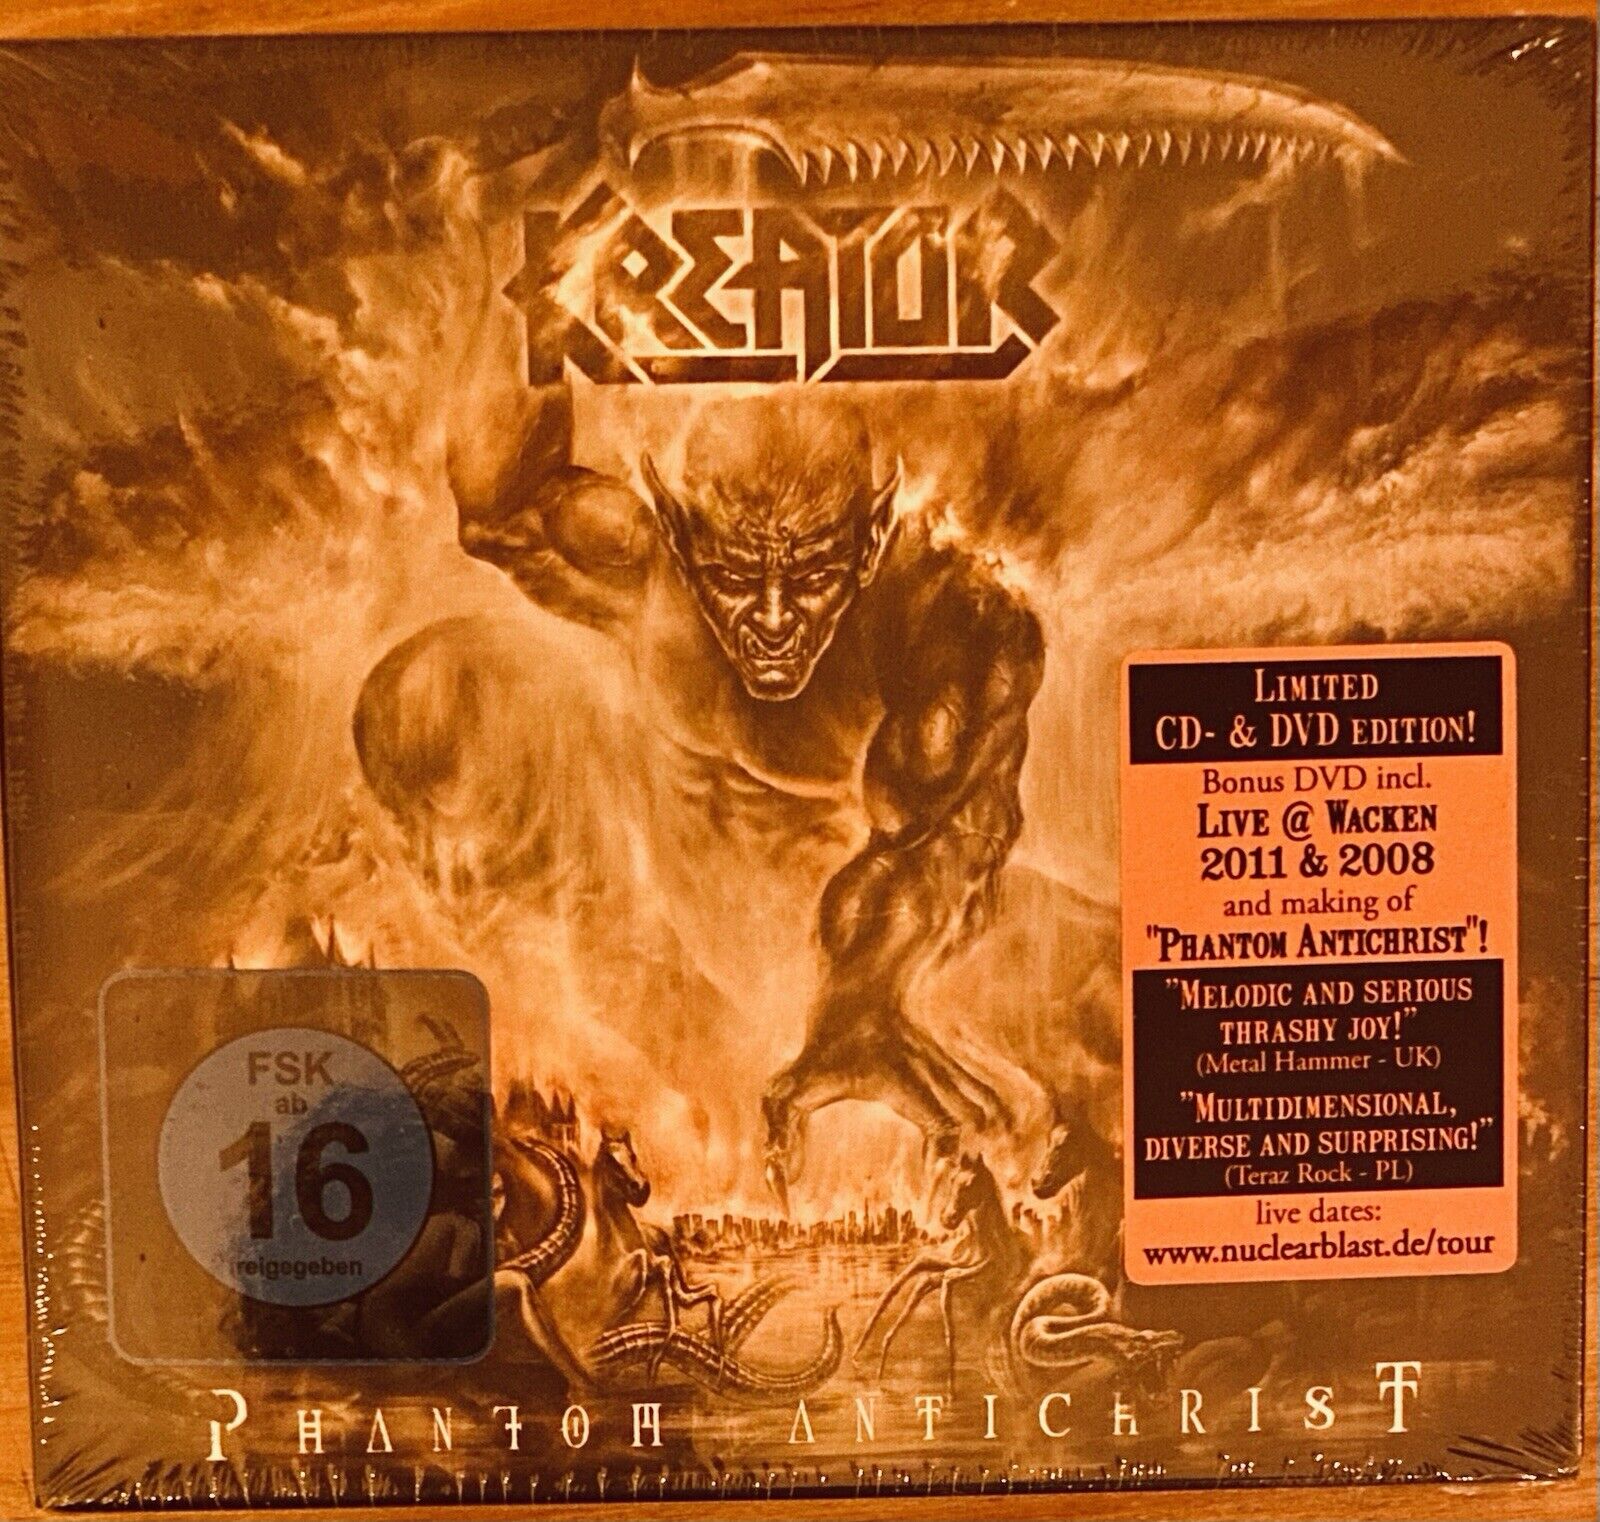 KREATOR
LIMITED
CD- & DVD EDITION!
Bonus DVD incl.
LIVE @ WACKEN
2011 & 2008
and making of
"PHANTOM ANTICHRIST"!
"MELODIC AND SERIOUS
THRASHY JOY!"
(Metal Hammer - UK)
"MULTIDIMENSIONAL,
DIVERSE AND SURPRISING!"
(Teraz Rock - PL)
live dates:
www.nuclearblast.de/tour
FSK
ab
16
freigegeben
PHANTOM ANTICHRIST